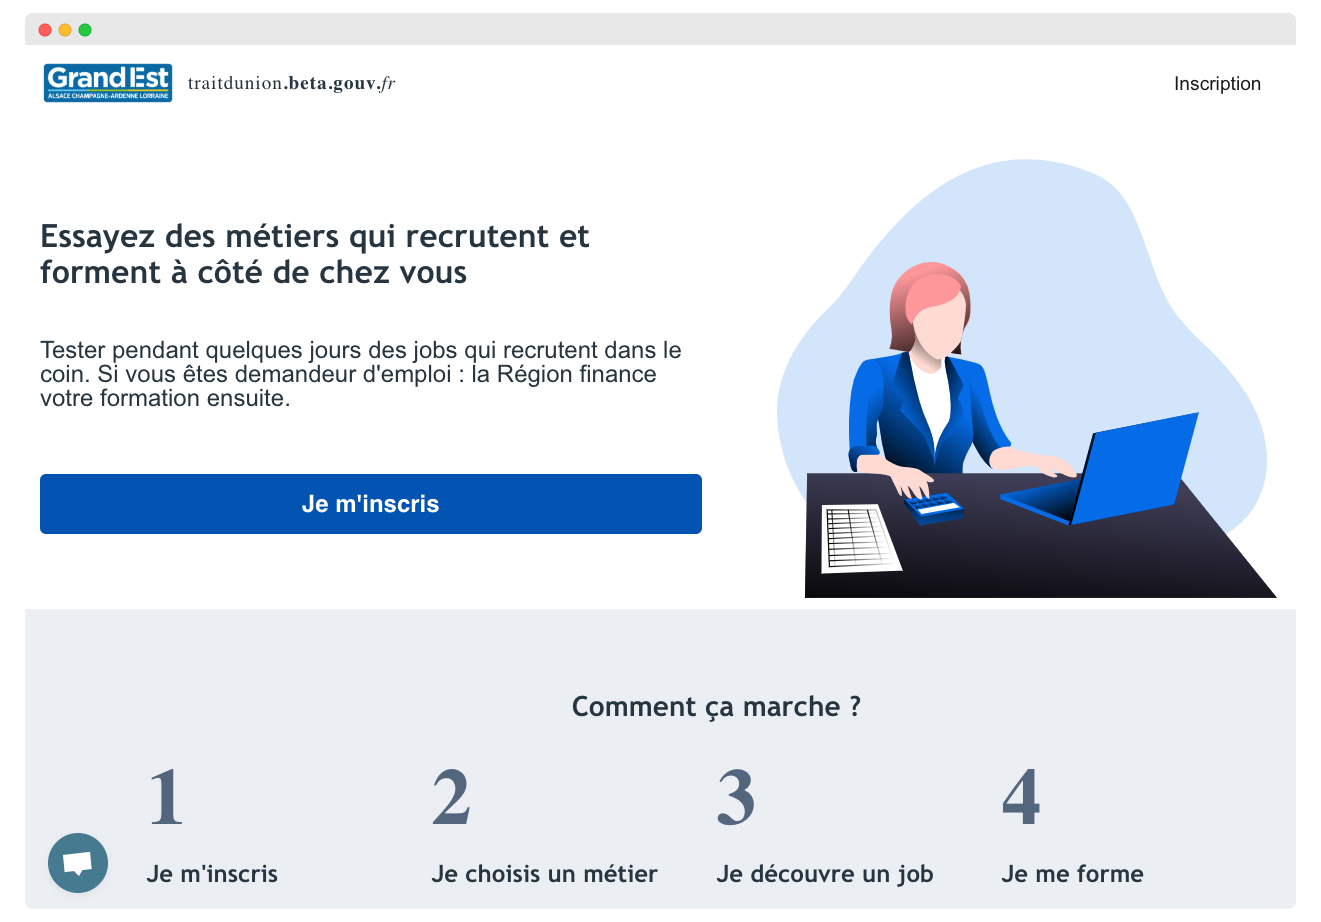 Grand Est
ALSACE CHAMPAGNE-ARDENNE LORRAINE
traitdunion.beta.gouv.fr
Inscription
Essayez des métiers qui recrutent et
forment à côté de chez vous
Tester pendant quelques jours des jobs qui recrutent dans le
coin. Si vous êtes demandeur d'emploi : la Région finance
votre formation ensuite.
Je m'inscris
Comment ça marche ?
1
2
3
4
Je m'inscris
Je choisis un métier
Je découvre un job
Je me forme